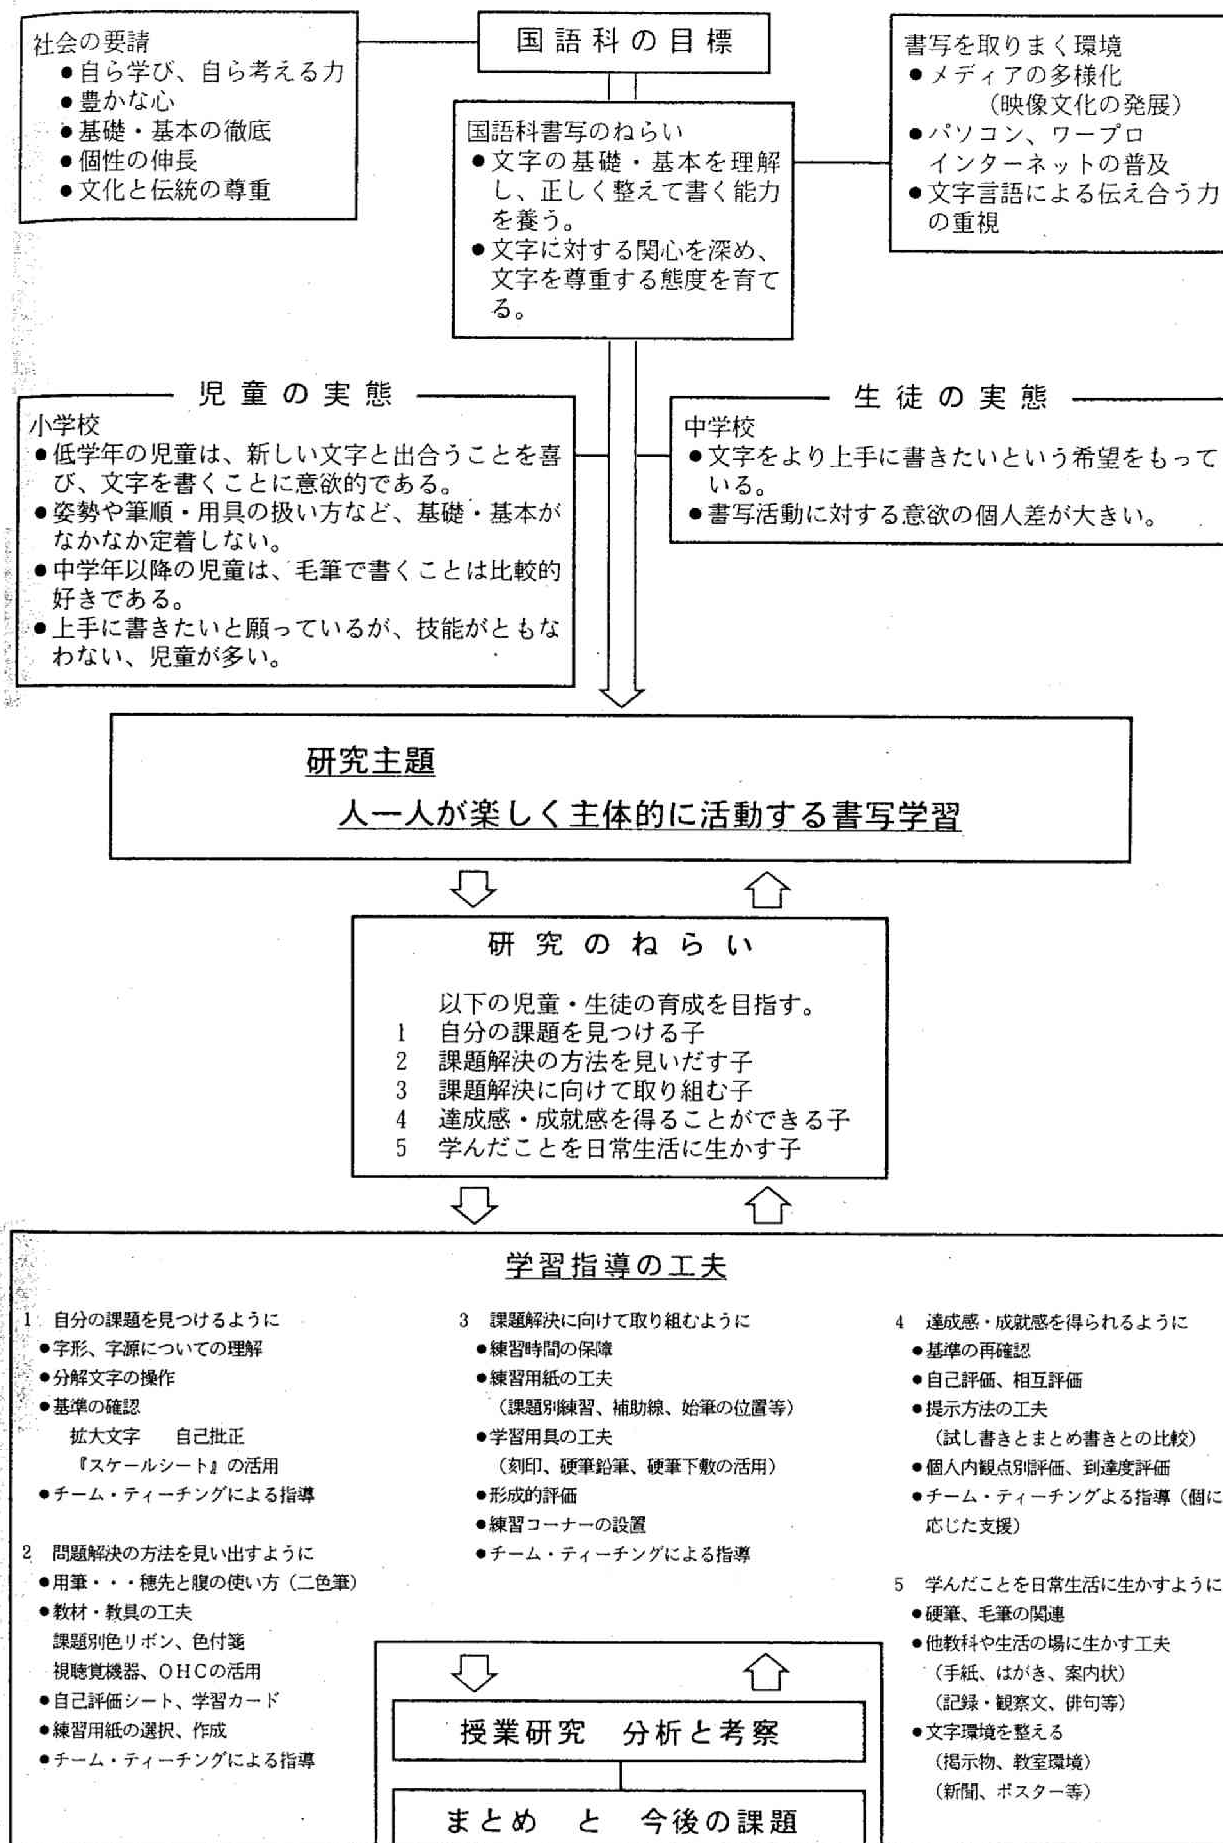 社会の要請
●自ら学び、自ら考える力
●豊かな心
●基礎・基本の徹底
●個性の伸長
●文化と伝統の尊重
国語科の目標
国語科書写のねらい
●文字の基礎・基本を理解
し、正しく整えて書く能力
を養う。
●文字に対する関心を深め、
文字を尊重する態度を育て
る。
書写を取りまく環境
●メディアの多様化
（映像文化の発展）
●パソコン、ワープロ
インターネットの普及
●文字言語による伝え合う力
の重視
児童の実態
小学校
●低学年の児童は、新しい文字と出合うことを喜
び、文字を書くことに意欲的である。
●姿勢や筆順・用具の扱い方など、基礎・基本が
なかなか定着しない。
●中学年以降の児童は、毛筆で書くことは比較的
好きである。
●上手に書きたいと願っているが、技能がともな
わない、児童が多い。
生徒の実態
中学校
●文字をより上手に書きたいという希望をもって
いる。
●書写活動に対する意欲の個人差が大きい。
研究主題
人一人が楽しく主体的に活動する書写学習
研究のねらい
以下の児童・生徒の育成を目指す。
1 自分の課題を見つける子
2 課題解決の方法を見いだす子
3 課題解決に向けて取り組む子
4 達成感・成就感を得ることができる子
5 学んだことを日常生活に生かす子
学習指導の工夫
1 自分の課題を見つけるように
●字形、字源についての理解
●分解文字の操作
●基準の確認
拡大文字 自己批正
『スケールシート』の活用
●チーム・ティーチングによる指導
2 問題解決の方法を見い出すように
●用筆・・・穂先と腹の使い方（二色筆）
●教材・教具の工夫
課題別色リボン、色付箋
視聴覚機器、OHCの活用
●自己評価シート、学習カード
●練習用紙の選択、作成
●チーム・ティーチングによる指導
3 課題解決に向けて取り組むように
●練習時間の保障
●練習用紙の工夫
（課題別練習、補助線、始筆の位置等）
●学習用具の工夫
（刻印、硬筆鉛筆、硬筆下敷の活用）
●形成的評価
●練習コーナーの設置
●チーム・ティーチングによる指導
4 達成感・成就感を得られるように
●基準の再確認
●自己評価、相互評価
●提示方法の工夫
（試し書きとまとめ書きとの比較）
●個人内観点別評価、到達度評価
●チーム・ティーチングよる指導（個に
応じた支援）
5 学んだことを日常生活に生かすように
●硬筆、毛筆の関連
●他教科や生活の場に生かす工夫
（手紙、はがき、案内状）
（記録・観察文、俳句等）
●文字環境を整える
（掲示物、教室環境）
（新聞、ポスター等）
授業研究 分析と考察
まとめ と 今後の課題